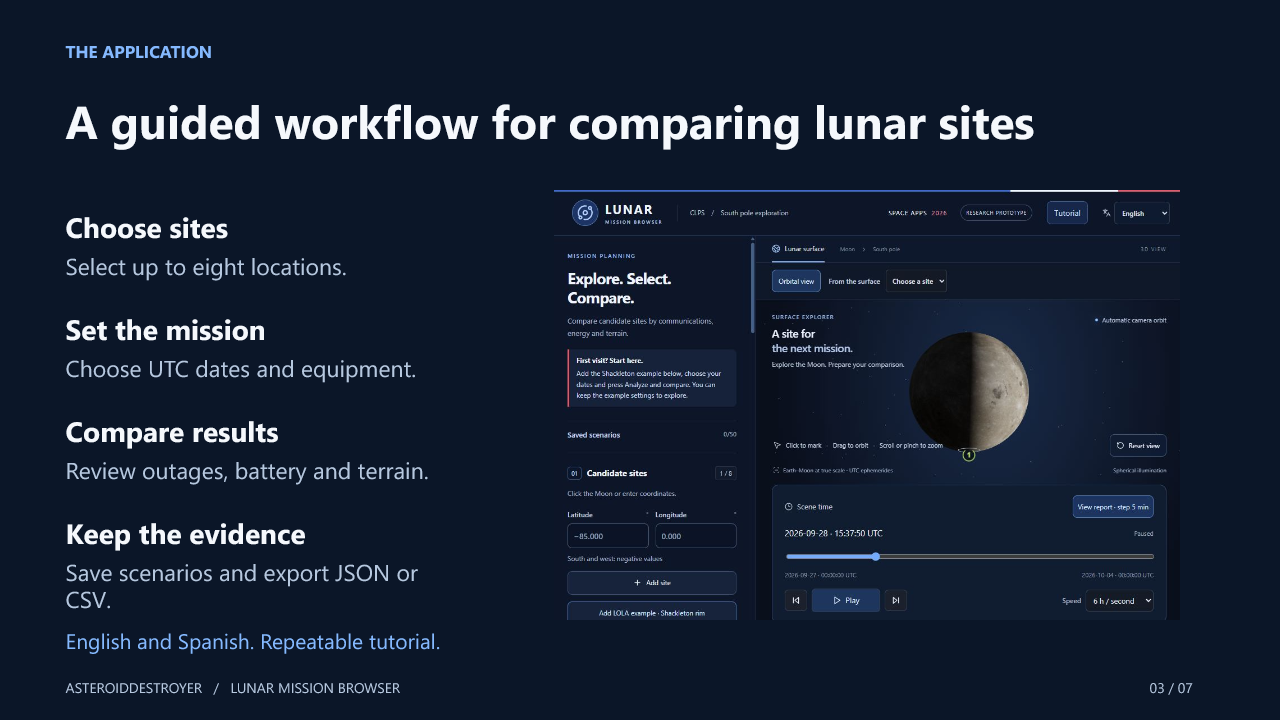 THE APPLICATION
A guided workflow for comparing lunar sites
Choose sites
Select up to eight locations.
Set the mission
Choose UTC dates and equipment.
Compare results
Review outages, battery and terrain.
Keep the evidence
Save scenarios and export JSON or
CSV.
English and Spanish. Repeatable tutorial.
LUNAR
MISSION BROWSER
CLPS / South pole exploration
SPACE APPS 2026
RESEARCH PROTOTYPE
Tutorial
English
MISSION PLANNING
Explore. Select.
Compare.
Compare candidate sites by communications,
energy and terrain.
First visit? Start here.
Add the Shackleton example below, choose your
dates and press Analyze and compare. You can
keep the example settings to explore.
Saved scenarios 0/50
01 Candidate sites 1 / 8
Click the Moon or enter coordinates.
Latitude ° Longitude °
−85.000 0.000
South and west: negative values
+ Add site
Add LOLA example · Shackleton rim
Lunar surface Moon > South pole 3D VIEW
Orbital view From the surface Choose a site
SURFACE EXPLORER
Automatic camera orbit
A site for
the next mission.
Explore the Moon. Prepare your comparison.
1
Click to mark · Drag to orbit · Scroll or pinch to zoom
Reset view
Earth-Moon at true scale · UTC ephemerides
Spherical illumination
Scene time
View report · step 5 min
2026-09-28 · 15:37:50 UTC
Paused
2026-09-27 · 00:00:00 UTC 2026-10-04 · 00:00:00 UTC
Play
Speed 6 h / second
ASTEROIDDESTROYER / LUNAR MISSION BROWSER
03 / 07